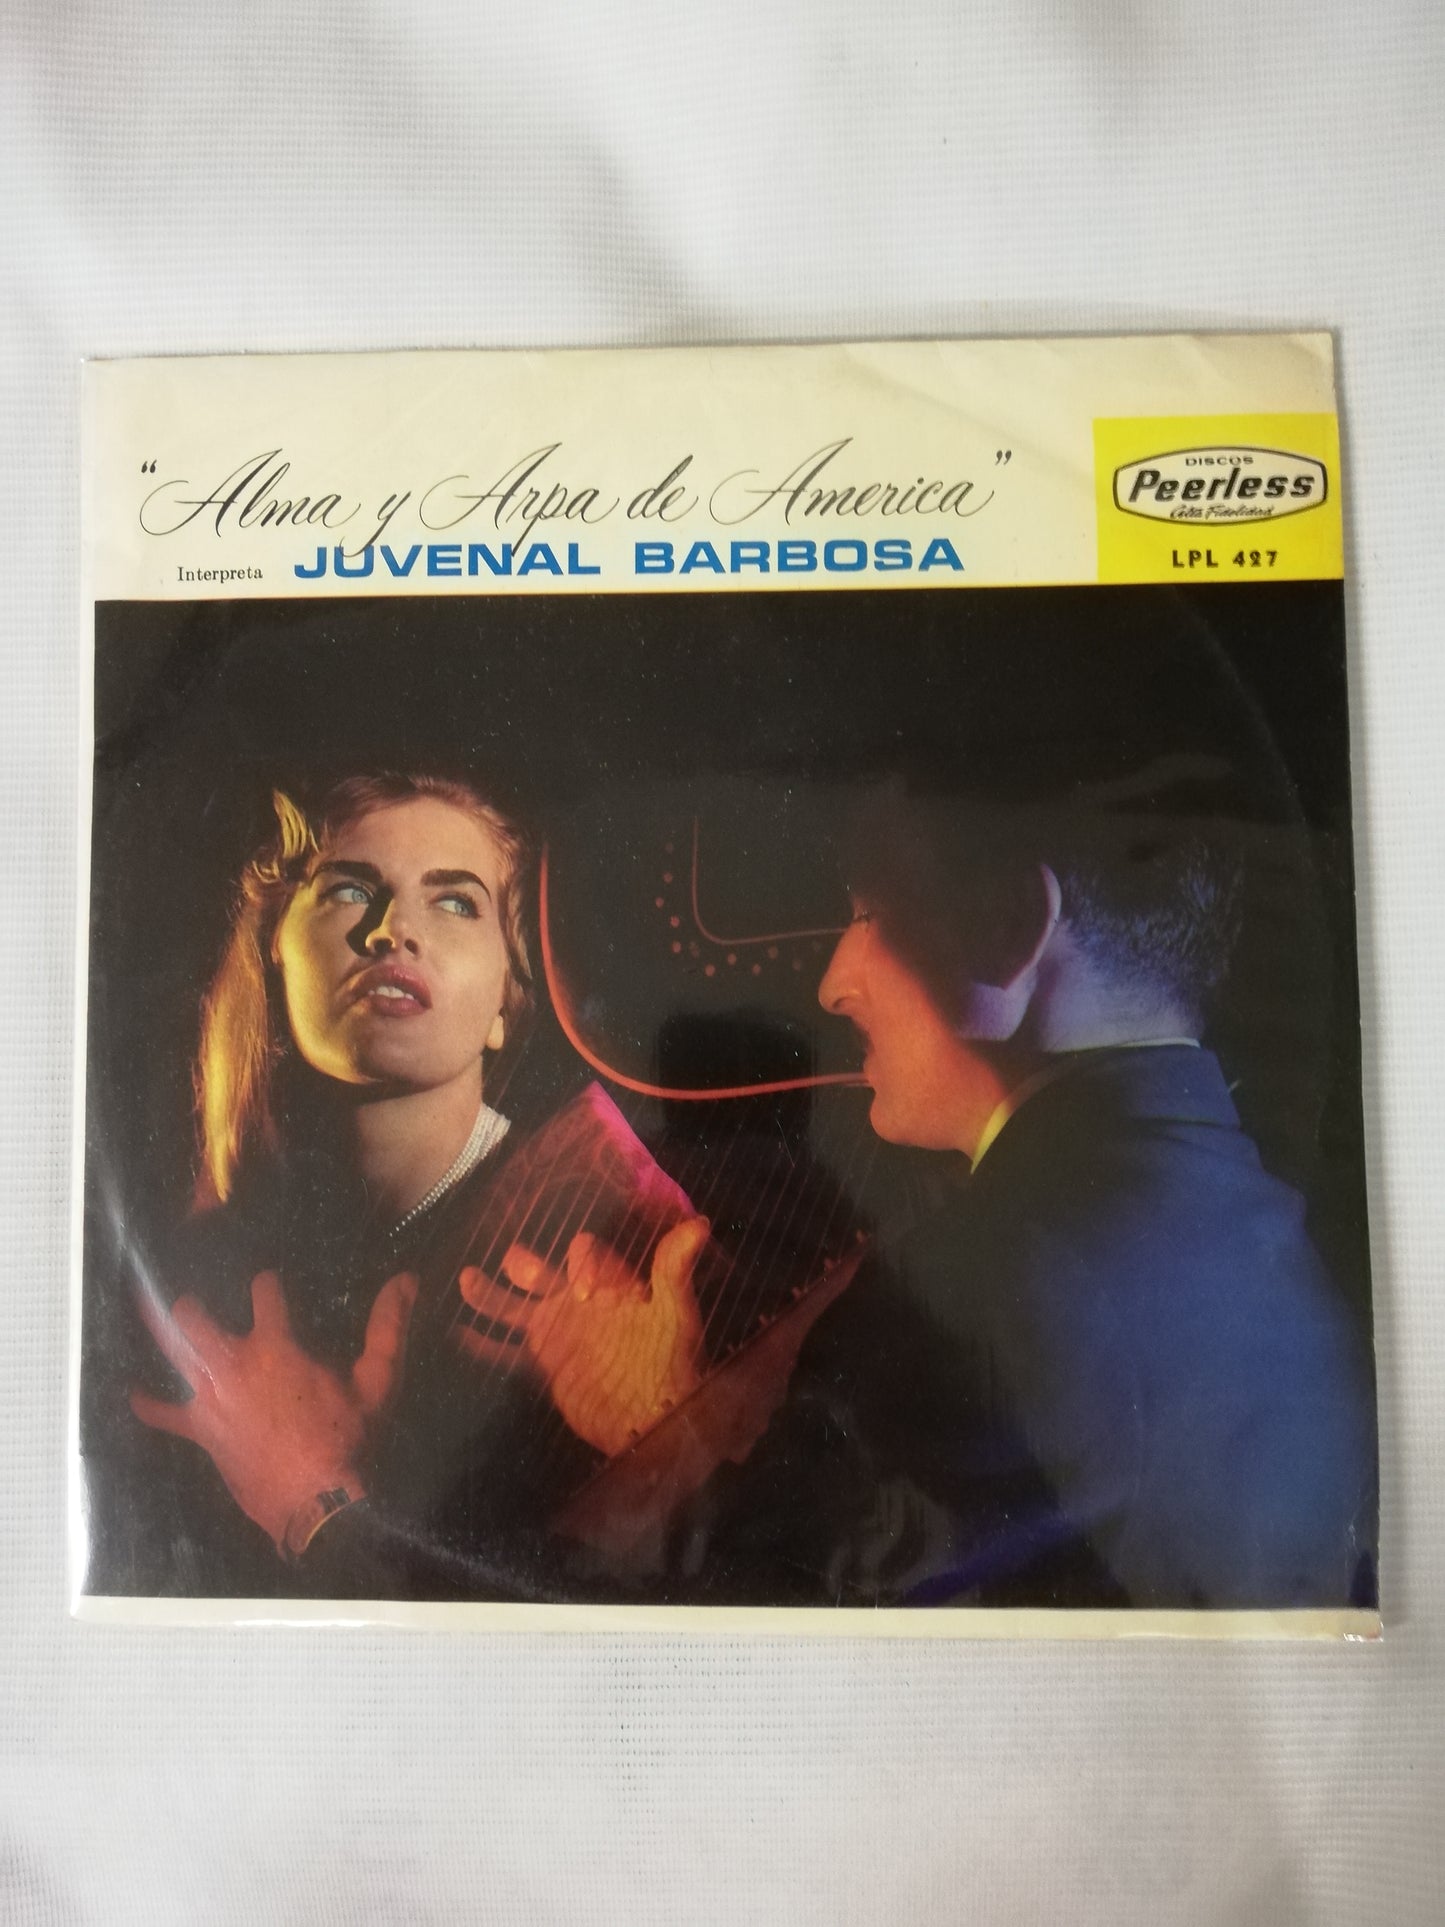 “Alma y Arpa de America”
Interpreta JUVENAL BARBOSA
DISCOS
Peerless
Alta Fidelidad
LPL 427